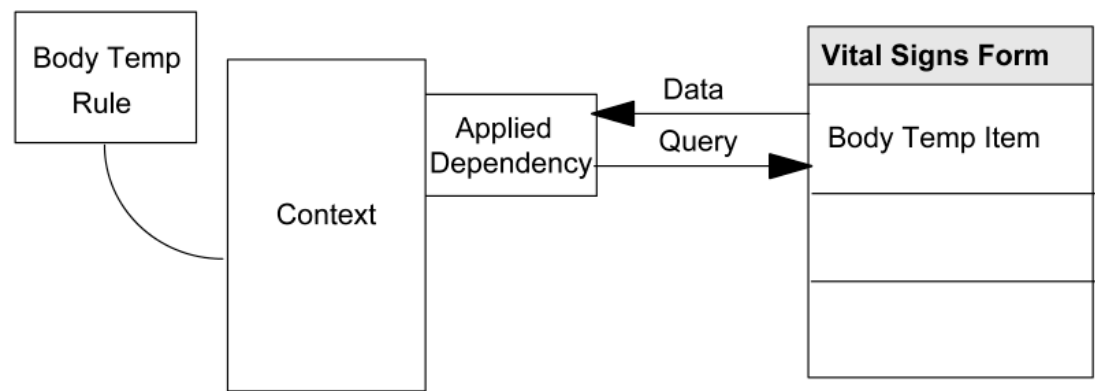 Body Temp
Rule
Context
Applied
Dependency
Data
Query
Vital Signs Form
Body Temp Item